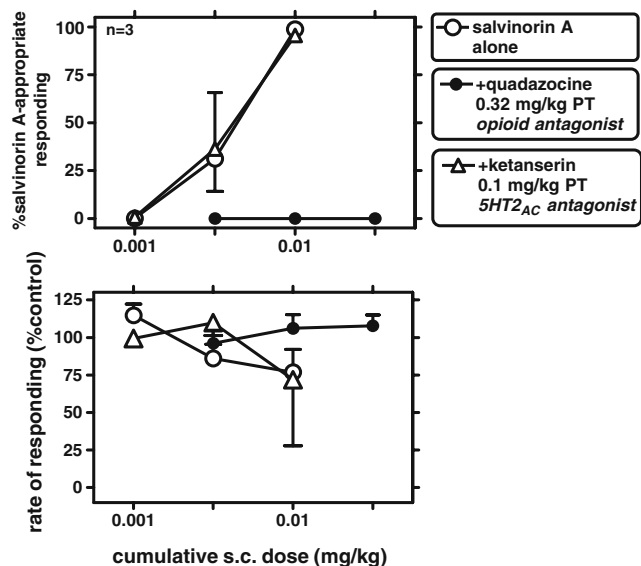 n=3
100
75
50
25
0
%salvinorin A-appropriate
responding
0.001
0.01
salvinorin A
alone
+quadazocine
0.32 mg/kg PT
opioid antagonist
+ketanserin
0.1 mg/kg PT
5HT2AC antagonist
125
100
75
50
25
0
rate of responding (%control)
0.001
0.01
cumulative s.c. dose (mg/kg)